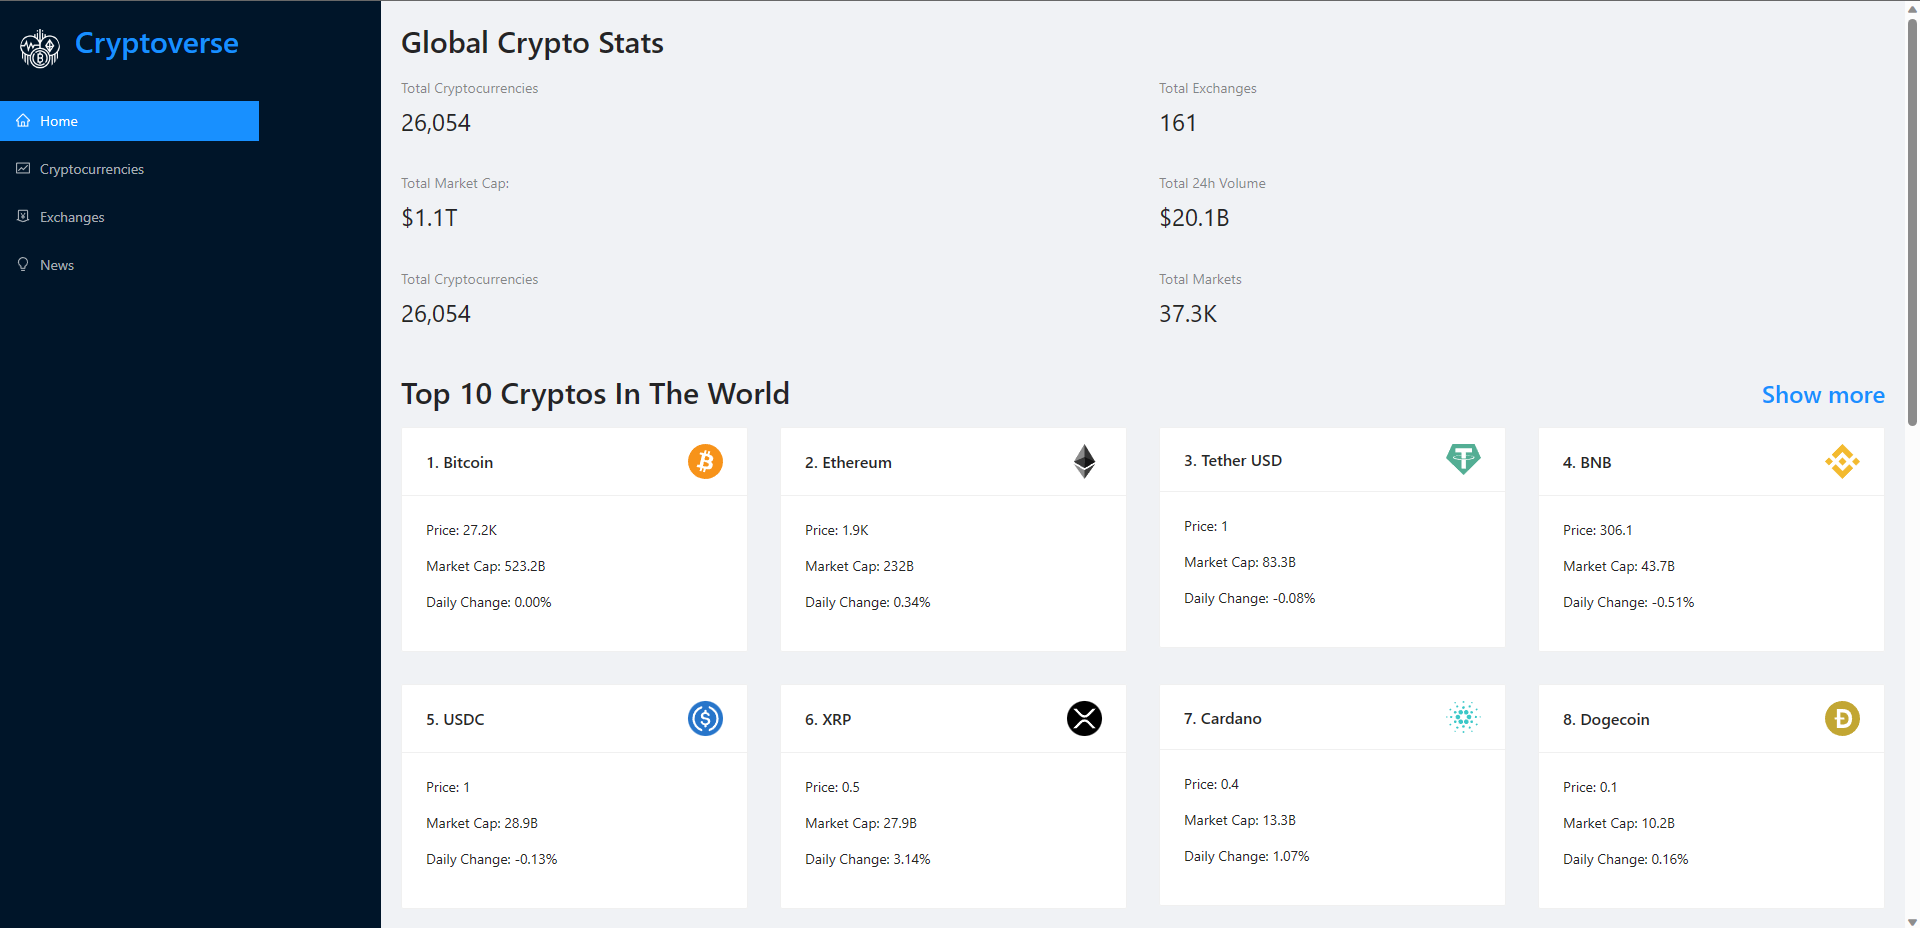 Cryptoverse
Home
Cryptocurrencies
Exchanges
News
Global Crypto Stats
Total Cryptocurrencies
26,054
Total Exchanges
161
Total Market Cap:
$1.1T
Total 24h Volume
$20.1B
Total Cryptocurrencies
26,054
Total Markets
37.3K
Top 10 Cryptos In The World
Show more
1. Bitcoin
Price: 27.2K
Market Cap: 523.2B
Daily Change: 0.00%
2. Ethereum
Price: 1.9K
Market Cap: 232B
Daily Change: 0.34%
3. Tether USD
Price: 1
Market Cap: 83.3B
Daily Change: -0.08%
4. BNB
Price: 306.1
Market Cap: 43.7B
Daily Change: -0.51%
5. USDC
Price: 1
Market Cap: 28.9B
Daily Change: -0.13%
6. XRP
Price: 0.5
Market Cap: 27.9B
Daily Change: 3.14%
7. Cardano
Price: 0.4
Market Cap: 13.3B
Daily Change: 1.07%
8. Dogecoin
Price: 0.1
Market Cap: 10.2B
Daily Change: 0.16%